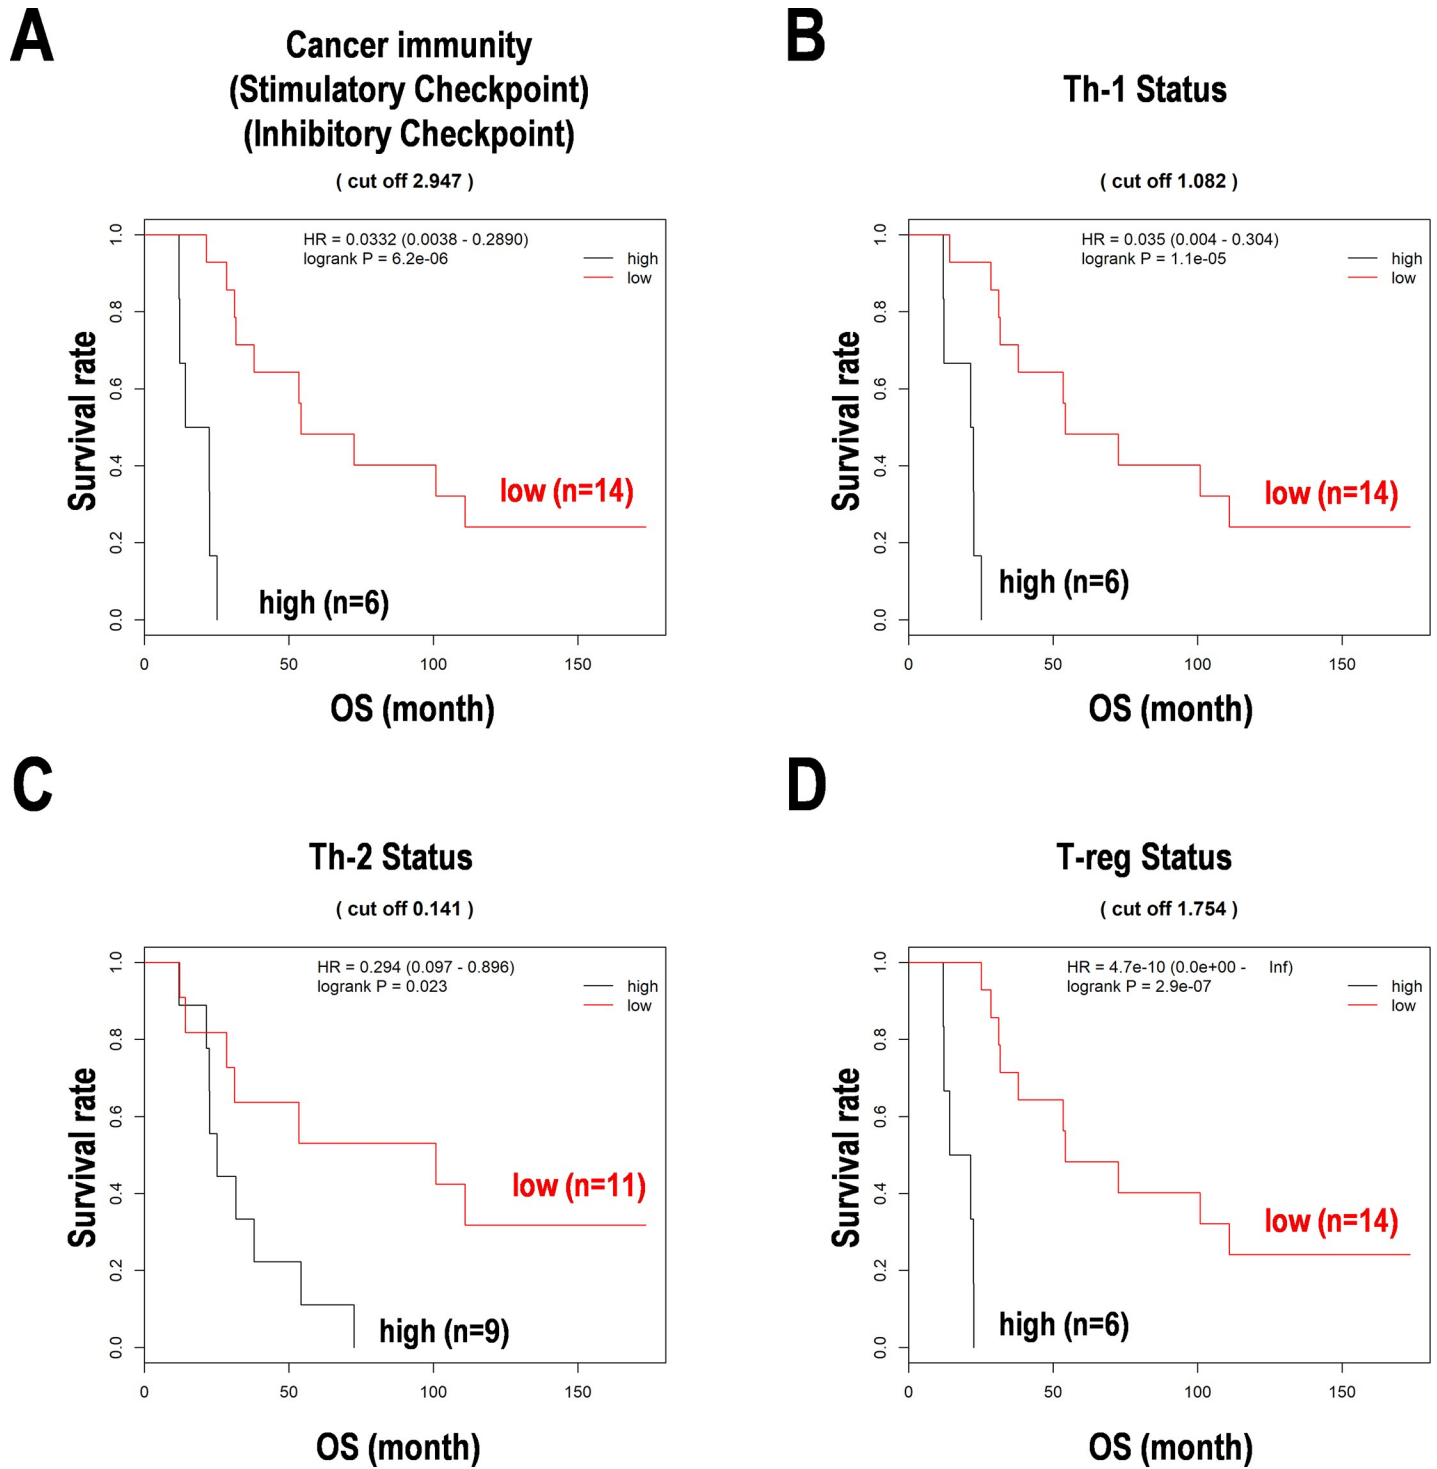 A
Cancer immunity
(Stimulatory Checkpoint)
(Inhibitory Checkpoint)
( cut off 2.947 )
HR = 0.0332 (0.0038 - 0.2890)
logrank P = 6.2e-06
high
low
1.0
0.8
0.6
0.4
0.2
0.0
Survival rate
low (n=14)
high (n=6)
0 50 100 150
OS (month)
B
Th-1 Status
( cut off 1.082 )
HR = 0.035 (0.004 - 0.304)
logrank P = 1.1e-05
high
low
1.0
0.8
0.6
0.4
0.2
0.0
Survival rate
low (n=14)
high (n=6)
0 50 100 150
OS (month)
C
Th-2 Status
( cut off 0.141 )
HR = 0.294 (0.097 - 0.896)
logrank P = 0.023
high
low
1.0
0.8
0.6
0.4
0.2
0.0
Survival rate
low (n=11)
high (n=9)
0 50 100 150
OS (month)
D
T-reg Status
( cut off 1.754 )
HR = 4.7e-10 (0.0e+00 - Inf)
logrank P = 2.9e-07
high
low
1.0
0.8
0.6
0.4
0.2
0.0
Survival rate
low (n=14)
high (n=6)
0 50 100 150
OS (month)